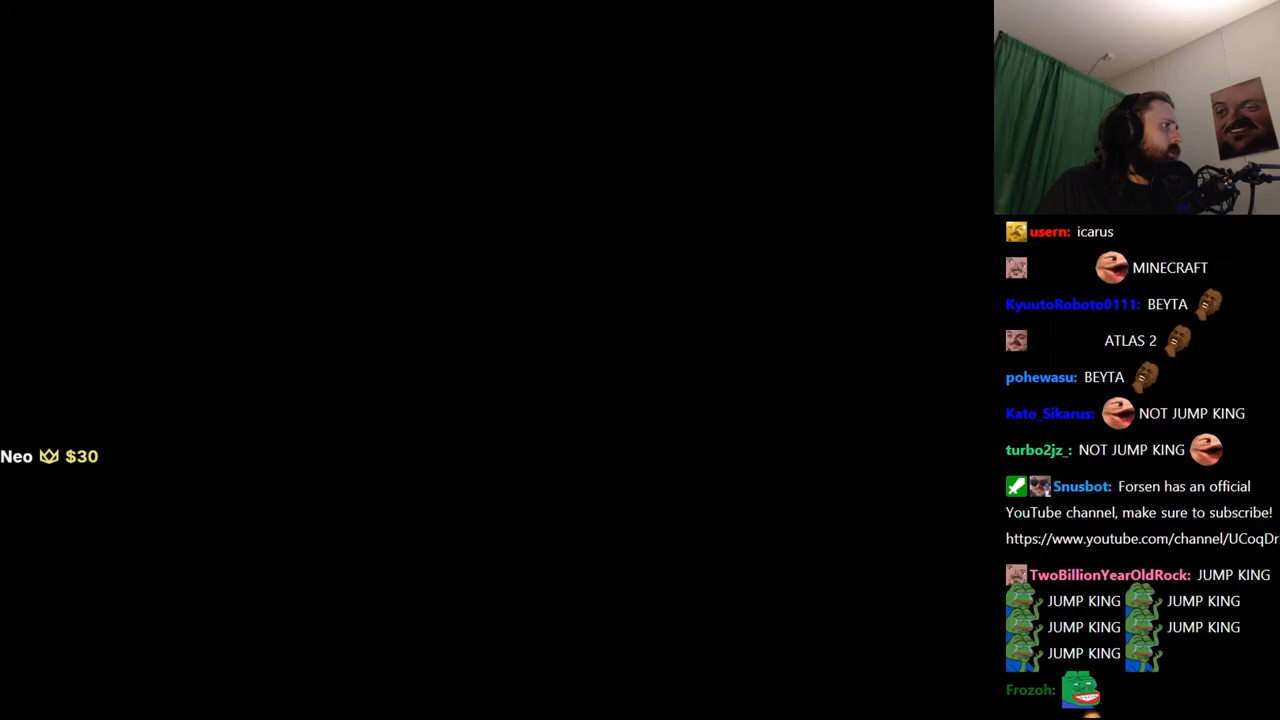 usern: icarus
MINECRAFT
KyuutoRoboto0111: BEYTA
ATLAS 2
pohewasu: BEYTA
Kato_Sikarus: NOT JUMP KING
turbo2jz_: NOT JUMP KING
Neo $30
Snusbot: Forsen has an official
YouTube channel, make sure to subscribe!
https://www.youtube.com/channel/UCoqDr
TwoBillionYearOldRock: JUMP KING
JUMP KING JUMP KING
JUMP KING JUMP KING
JUMP KING
Frozoh: